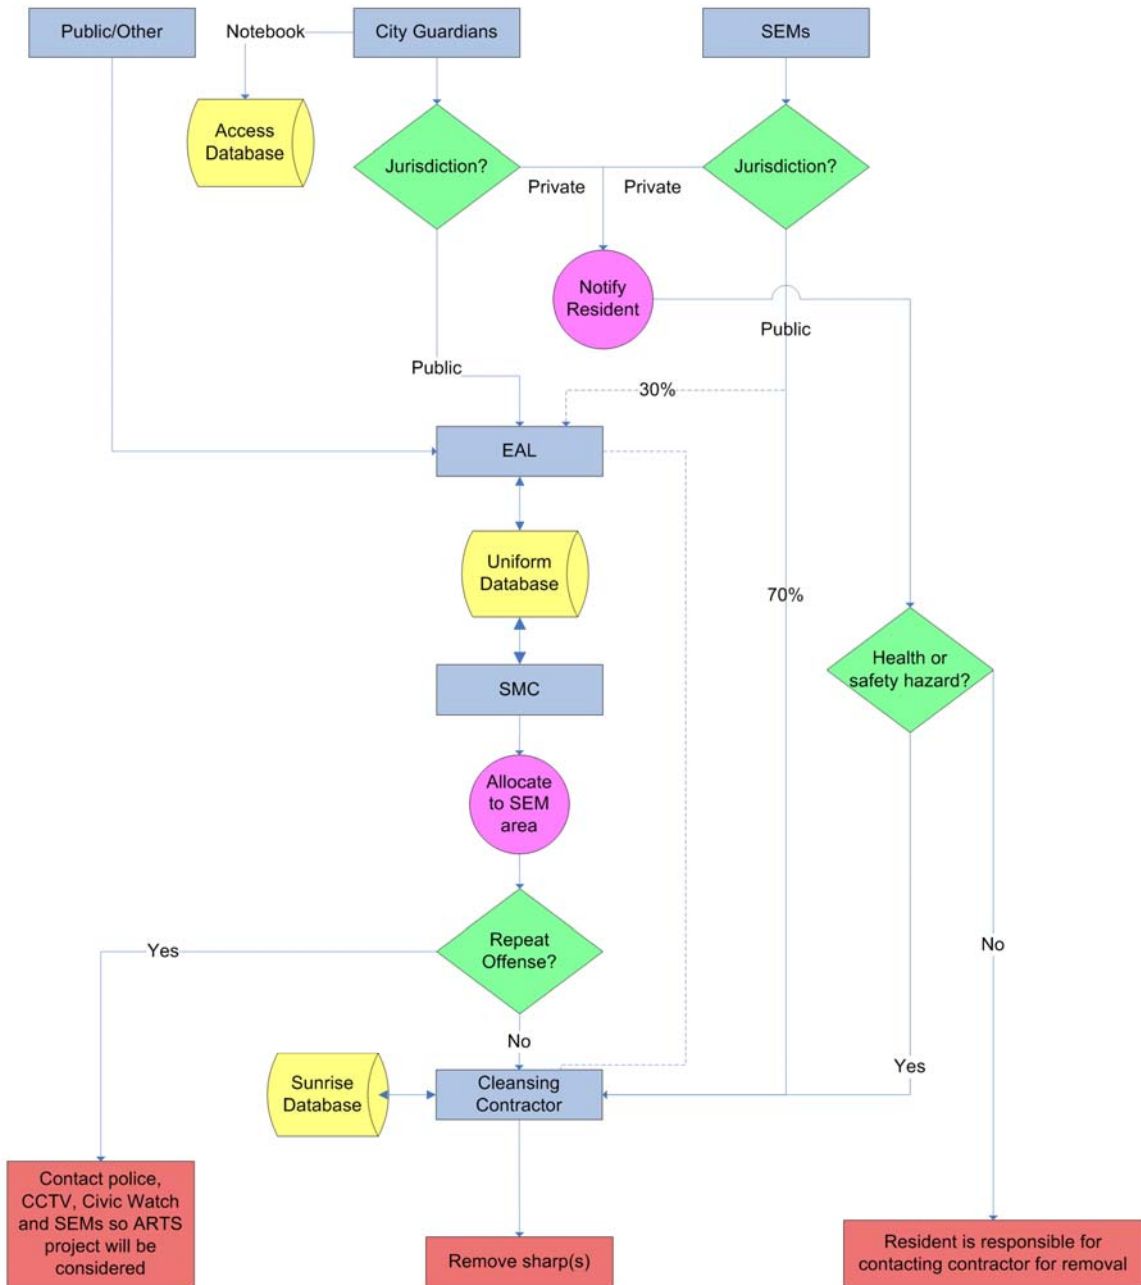 Public/Other
Notebook
City Guardians
SEMs
Access
Database
Jurisdiction?
Private
Private
Jurisdiction?
Notify
Resident
Public
Public
30%
EAL
Uniform
Database
70%
Health or
safety hazard?
SMC
Allocate
to SEM
area
Repeat
Offense?
Yes
No
No
Yes
Sunrise
Database
Cleansing
Contractor
Contact police,
CCTV, Civic Watch
and SEMs so ARTS
project will be
considered
Remove sharp(s)
Resident is responsible for
contacting contractor for removal